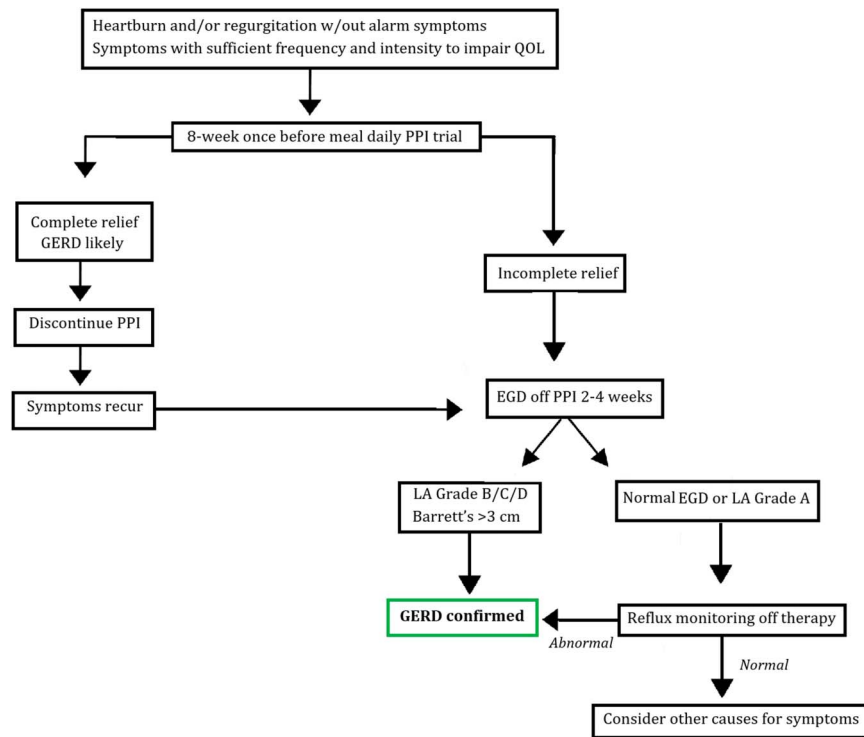 Heartburn and/or regurgitation w/out alarm symptoms
Symptoms with sufficient frequency and intensity to impair QOL
8-week once before meal daily PPI trial
Complete relief
GERD likely
Incomplete relief
Discontinue PPI
Symptoms recur
EGD off PPI 2-4 weeks
LA Grade B/C/D
Barrett's >3 cm
Normal EGD or LA Grade A
GERD confirmed
Reflux monitoring off therapy
Abnormal
Normal
Consider other causes for symptoms